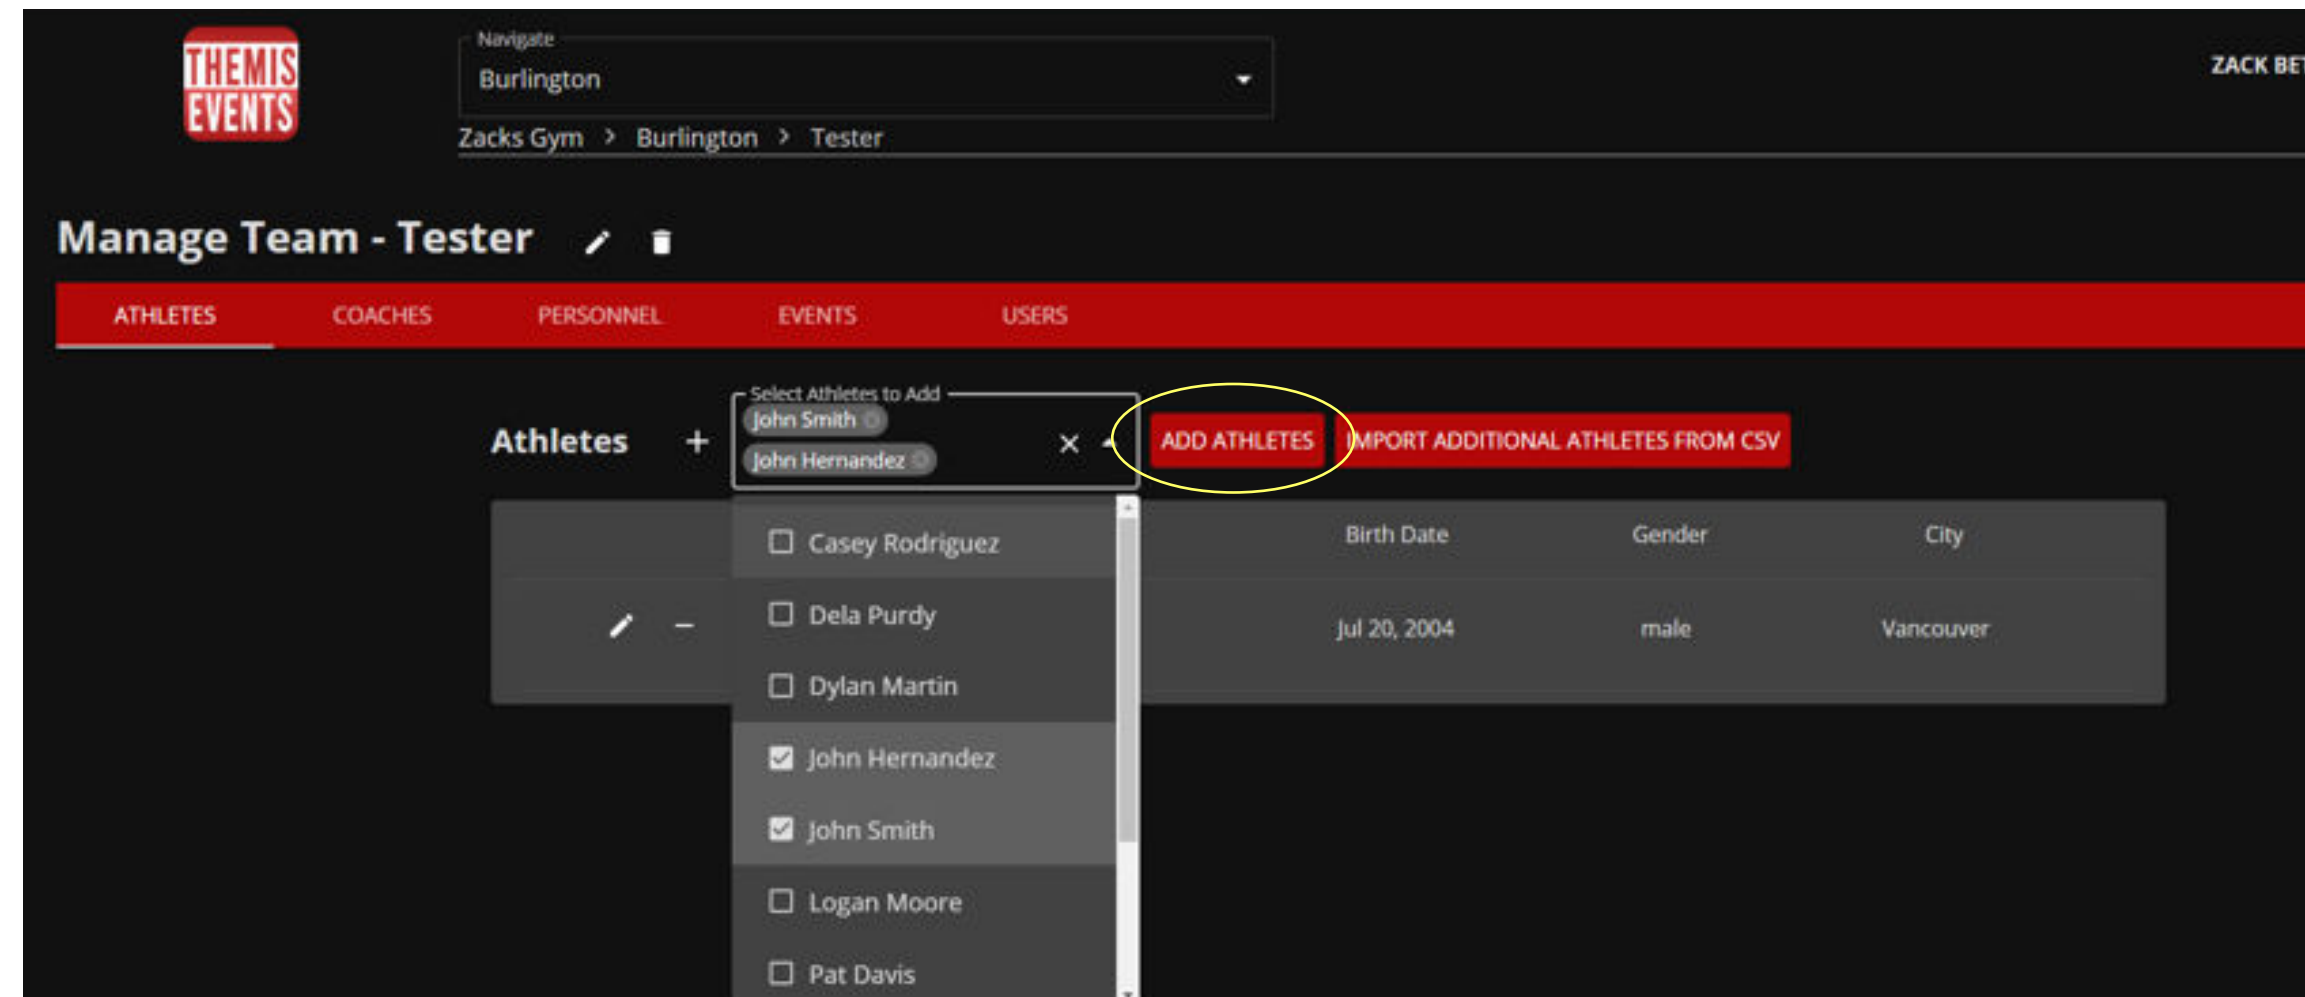 THEMIS
EVENTS
Navigate
Burlington
ZACK BET
Zacks Gym > Burlington > Tester
Manage Team - Tester
ATHLETES COACHES PERSONNEL EVENTS USERS
Select Athletes to Add
John Smith
Athletes + ADD ATHLETES IMPORT ADDITIONAL ATHLETES FROM CSV
John Hernandez
Birth Date Gender City
Casey Rodriguez
Dela Purdy
Jul 20, 2004 male Vancouver
Dylan Martin
John Hernandez
John Smith
Logan Moore
Pat Davis